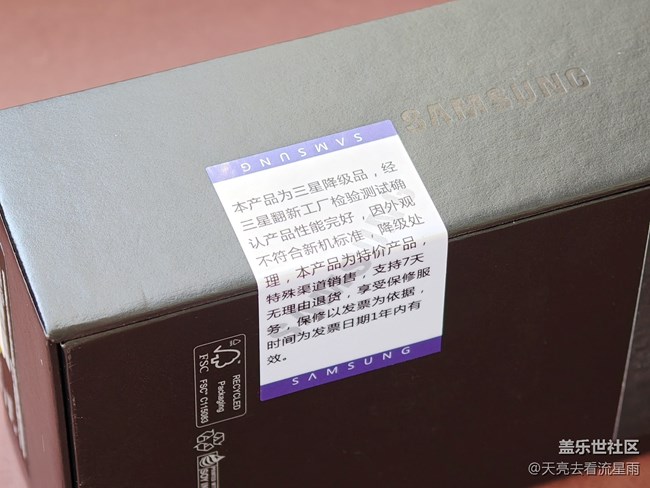 SAMSUNG
SAMSUNG
本产品为三星降级品，经
三星翻新工厂检验测试确
认产品性能完好，因外观
不符合新机标准，降级处
理，本产品为特价产品，
特殊渠道销售，支持7天
无理由退货，享受保修服
务，保修以发票为依据，
时间为发票日期1年内有
效。
SAMSUNG
RECYCLED
Packaging
FSC FSC® C115083
盖乐世社区
@天亮去看流星雨